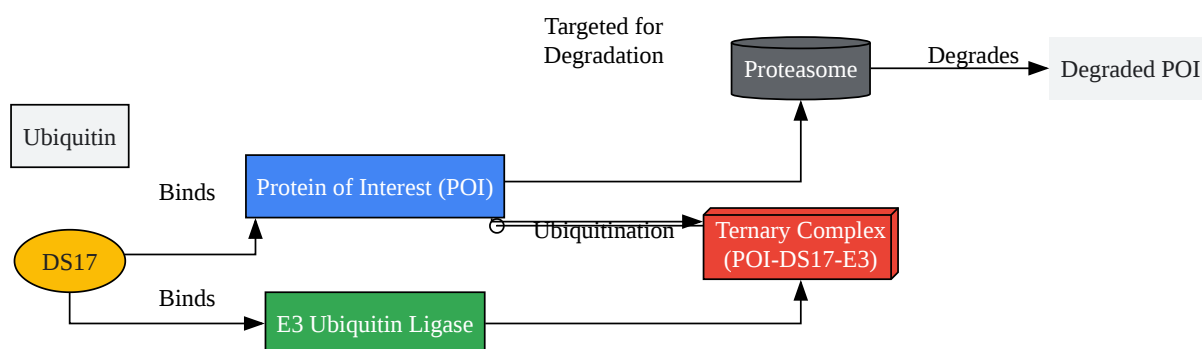 Targeted for
Degradation
Proteasome
Degrades
Degraded POI
Ubiquitin
Binds
Protein of Interest (POI)
Ubiquitination
Ternary Complex
(POI-DS17-E3)
DS17
Binds
E3 Ubiquitin Ligase